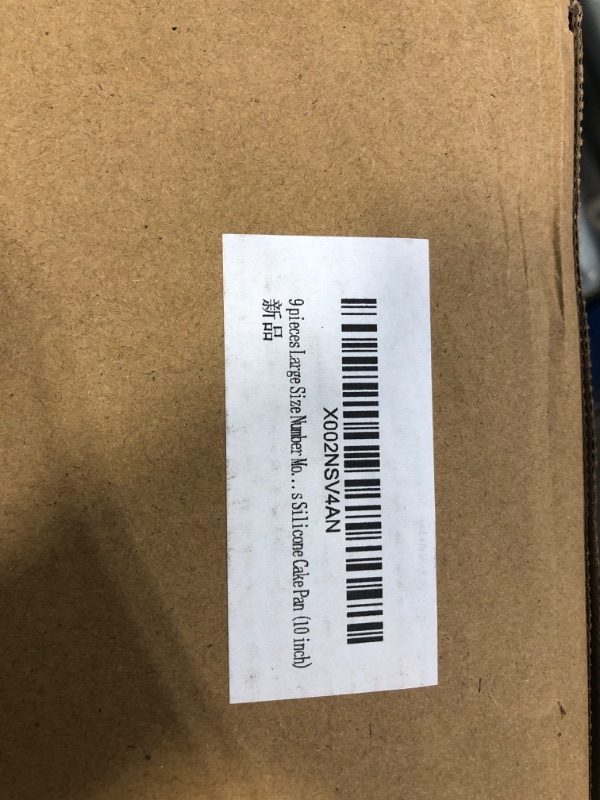 X002NSV4AN
9 pieces Large Size Number Mo... s Silicone Cake Pan (10 inch)
新品